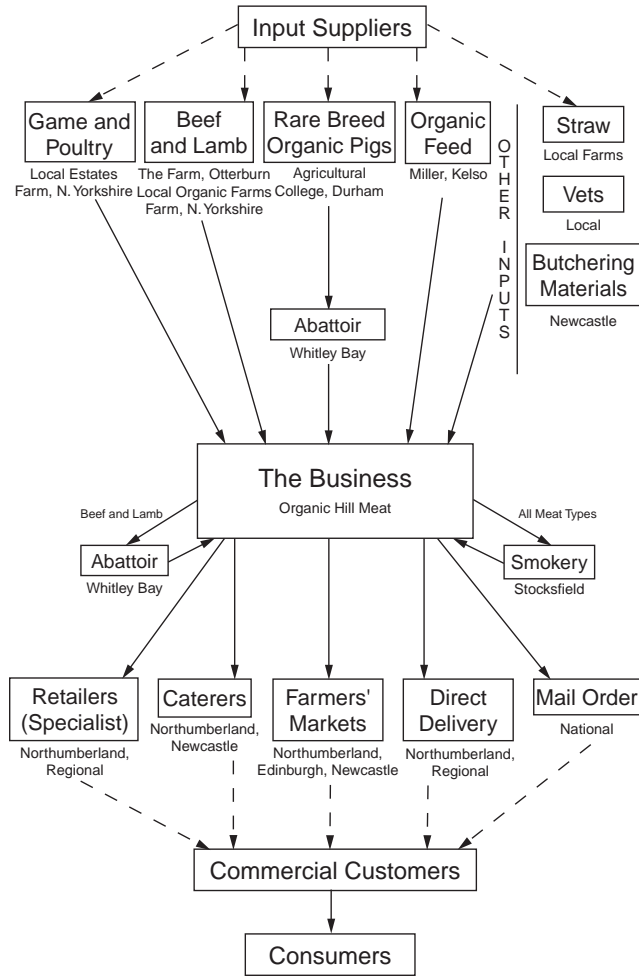 Input Suppliers
Game and
Poultry
Local Estates
Farm, N. Yorkshire
Beef
and Lamb
The Farm, Otterburn
Local Organic Farms
Farm, N. Yorkshire
Rare Breed
Organic Pigs
Agricultural
College, Durham
Organic
Feed
Miller, Kelso
OTHER INPUTS
Straw
Local Farms
Vets
Local
Butchering
Materials
Newcastle
Abattoir
Whitley Bay
The Business
Organic Hill Meat
Beef and Lamb
Abattoir
Whitley Bay
All Meat Types
Smokery
Stocksfield
Retailers
(Specialist)
Northumberland,
Regional
Caterers
Northumberland,
Newcastle
Farmers'
Markets
Northumberland,
Edinburgh, Newcastle
Direct
Delivery
Northumberland,
Regional
Mail Order
National
Commercial Customers
Consumers